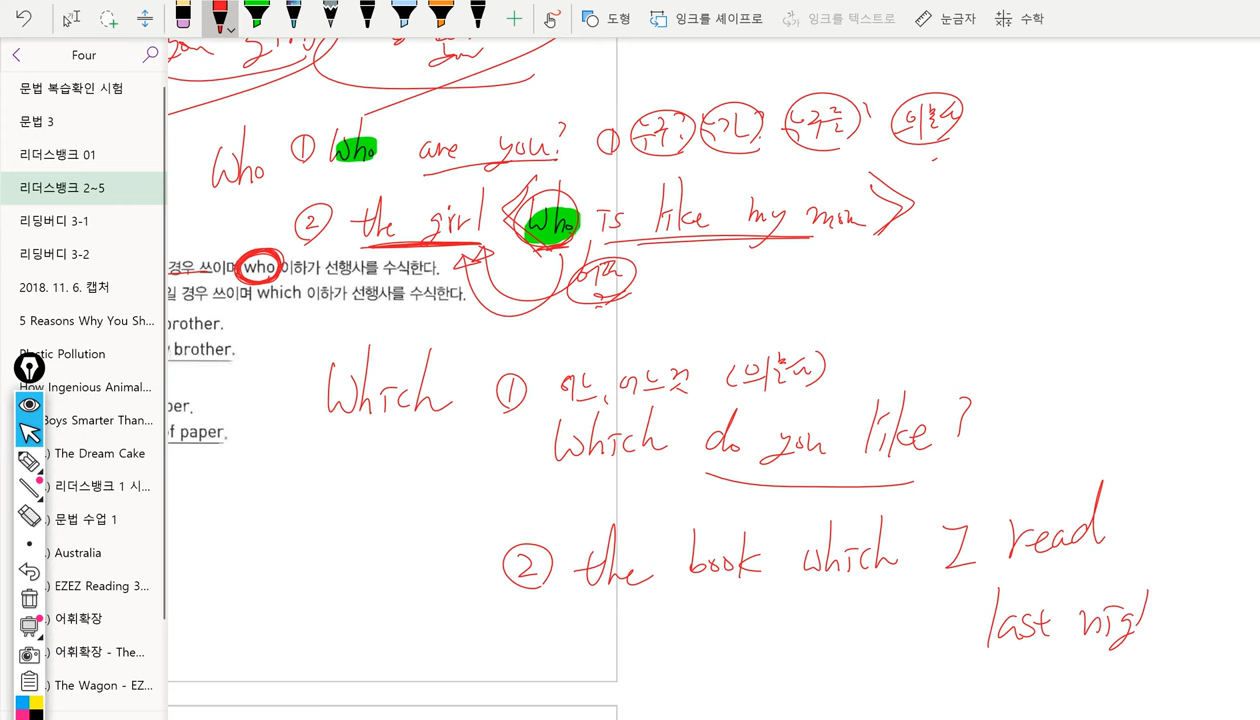 도형
잉크를 셰이프로
잉크를 텍스트로
눈금자
수학
Four
문법 복습확인 시험
문법 3
리더스뱅크 01
리더스뱅크 2~5
리딩버디 3-1
리딩버디 3-2
2018. 11. 6. 캡처
5 Reasons Why You Sh...
Plastic Pollution
How Ingenious Animal...
Boys Smarter Than...
.) The Dream Cake
.) 리더스뱅크 1 시...
.) 문법 수업 1
.) Australia
.) EZEZ Reading 3...
.) 어휘확장
.) 어휘확장 - The...
.) The Wagon - EZ...
Who ① Who are you? ① 누구? 누가? 누구를? 의문사
② the girl <who is like my mom>
경우 쓰이며 who 이하가 선행사를 수식한다.
일 경우 쓰이며 which 이하가 선행사를 수식한다.
brother.
brother.
per.
of paper.
Which ① 어느, 어느것 (의문사)
Which do you like?
② the book which I read
last nig